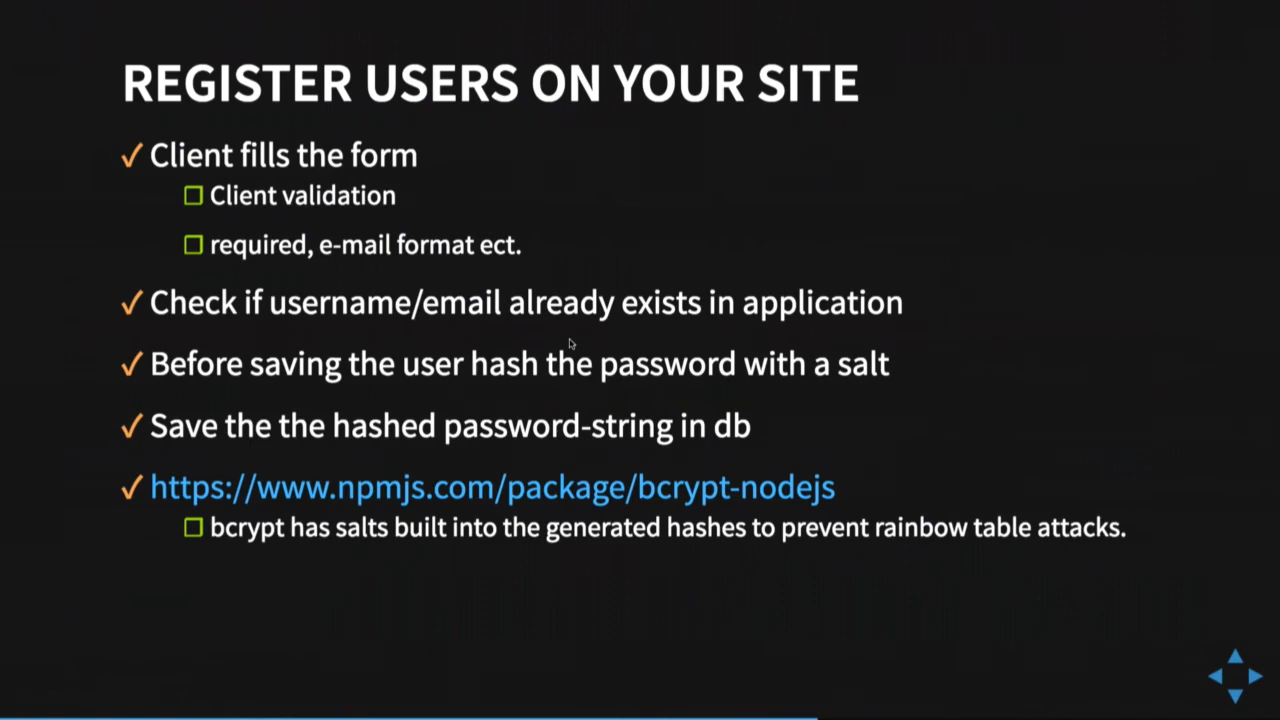 REGISTER USERS ON YOUR SITE
✓ Client fills the form
☐ Client validation
☐ required, e-mail format ect.
✓ Check if username/email already exists in application
✓ Before saving the user hash the password with a salt
✓ Save the the hashed password-string in db
✓ https://www.npmjs.com/package/bcrypt-nodejs
☐ bcrypt has salts built into the generated hashes to prevent rainbow table attacks.